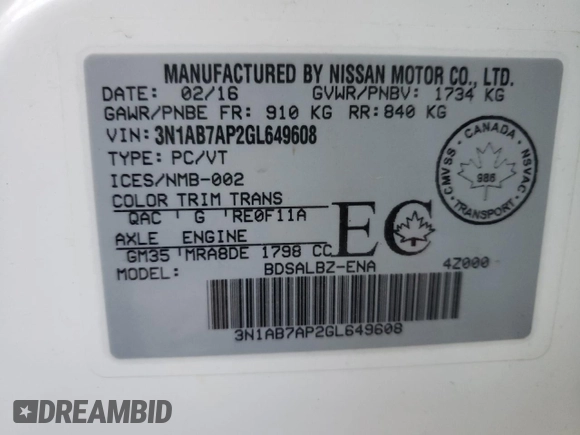 MANUFACTURED BY NISSAN MOTOR CO., LTD.
DATE: 02/16 GVWR/PNBV: 1734 KG
GAWR/PNBE FR: 910 KG RR:840 KG
VIN: 3N1AB7AP2GL649608
TYPE: PC/VT
ICES/NMB-002
COLOR TRIM TRANS
QAC G RE0F11A
AXLE ENGINE
GM35 MRA8DE 1798 CC
EC
MODEL: BDSALBZ-ENA 4Z000
3N1AB7AP2GL649608
CANADA
CMVSS NSVAC
986
TRANSPORT
DREAMBID